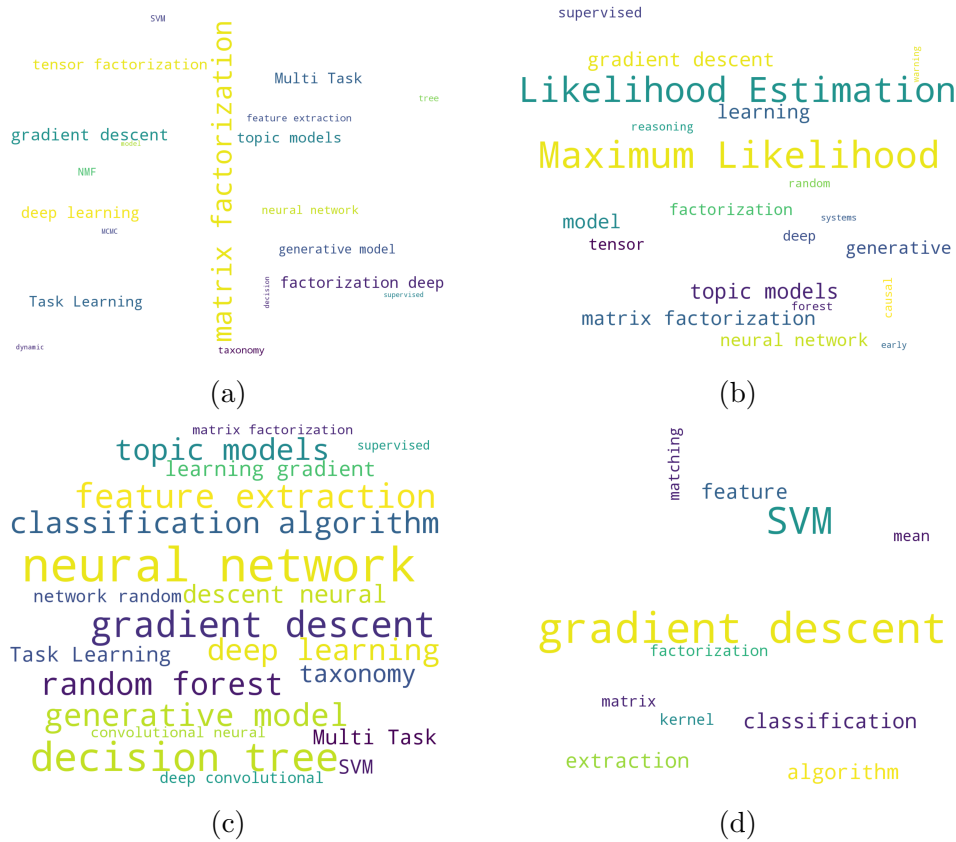 SVM
tensor factorization
matrix factorization
Multi Task
tree
feature extraction
gradient descent
topic models
model
NMF
deep learning
neural network
MCMC
generative model
factorization deep
decision
supervised
Task Learning
dynamic
taxonomy
(a)
supervised
gradient descent
warning
Likelihood Estimation
learning
reasoning
Maximum Likelihood
random
factorization
systems
model
deep
tensor
generative
topic models
causal
forest
matrix factorization
neural network
early
(b)
matrix factorization
topic models
supervised
learning gradient
feature extraction
classification algorithm
neural network
network random
descent neural
gradient descent
Task Learning
deep learning
taxonomy
random forest
generative model
convolutional neural
Multi Task
decision tree
SVM
deep convolutional
(c)
matching
feature
SVM
mean
gradient descent
factorization
matrix
kernel
classification
extraction
algorithm
(d)